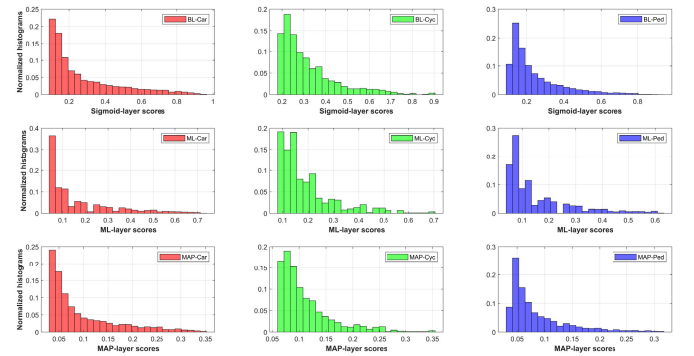 Normalized histograms
0.25
0.2
0.15
0.1
0.05
0
BL-Car
0.2 0.4 0.6 0.8 1
Sigmoid-layer scores
0.2
0.15
0.1
0.05
0
BL-Cyc
0.2 0.3 0.4 0.5 0.6 0.7 0.8 0.9
Sigmoid-layer scores
0.3
0.2
0.1
0
BL-Ped
0.2 0.4 0.6 0.8
Sigmoid-layer scores
Normalized histograms
0.4
0.3
0.2
0.1
0
ML-Car
0.1 0.2 0.3 0.4 0.5 0.6 0.7
ML-layer scores
0.2
0.15
0.1
0.05
0
ML-Cyc
0.1 0.2 0.3 0.4 0.5 0.6 0.7
ML-layer scores
0.3
0.2
0.1
0
ML-Ped
0.1 0.2 0.3 0.4 0.5 0.6
ML-layer scores
Normalized histograms
0.25
0.2
0.15
0.1
0.05
0
MAP-Car
0.05 0.1 0.15 0.2 0.25 0.3 0.35
MAP-layer scores
0.2
0.15
0.1
0.05
0
MAP-Cyc
0.05 0.1 0.15 0.2 0.25 0.3 0.35
MAP-layer scores
0.3
0.2
0.1
0
MAP-Ped
0.05 0.1 0.15 0.2 0.25 0.3
MAP-layer scores